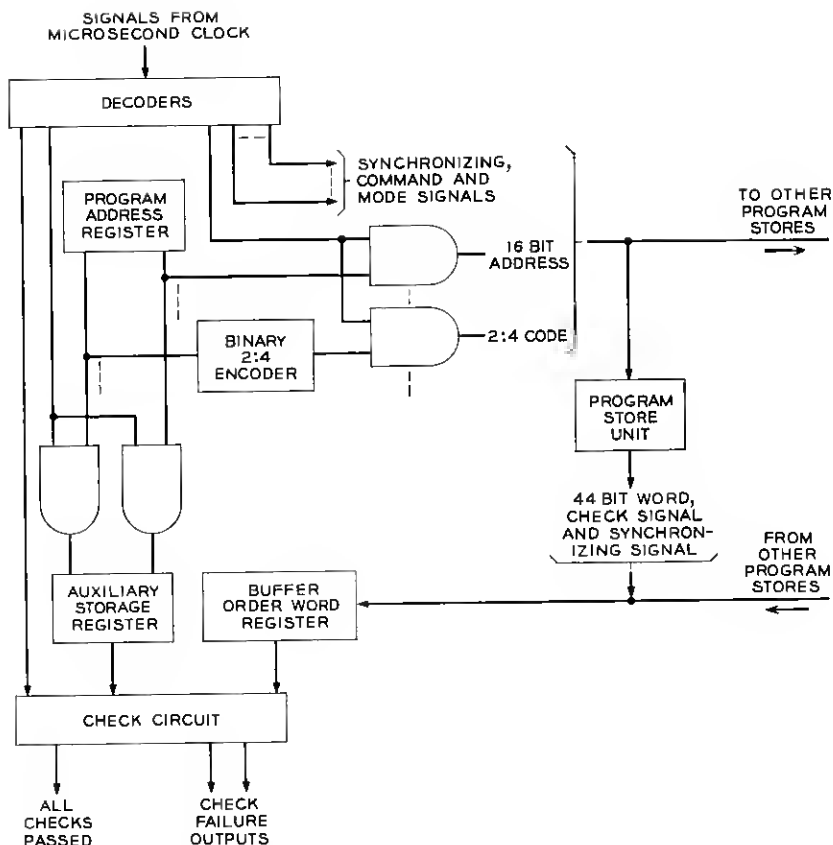 SIGNALS FROM
MICROSECOND CLOCK
DECODERS
SYNCHRONIZING,
COMMAND AND
MODE SIGNALS
PROGRAM
ADDRESS
REGISTER
TO OTHER
PROGRAM
STORES
16 BIT
ADDRESS
BINARY
2:4
ENCODER
2:4 CODE
PROGRAM
STORE
UNIT
44 BIT WORD,
CHECK SIGNAL
AND SYNCHRON-
IZING SIGNAL
FROM
OTHER
PROGRAM
STORES
AUXILIARY
STORAGE
REGISTER
BUFFER
ORDER WORD
REGISTER
CHECK CIRCUIT
ALL
CHECKS
PASSED
CHECK
FAILURE
OUTPUTS